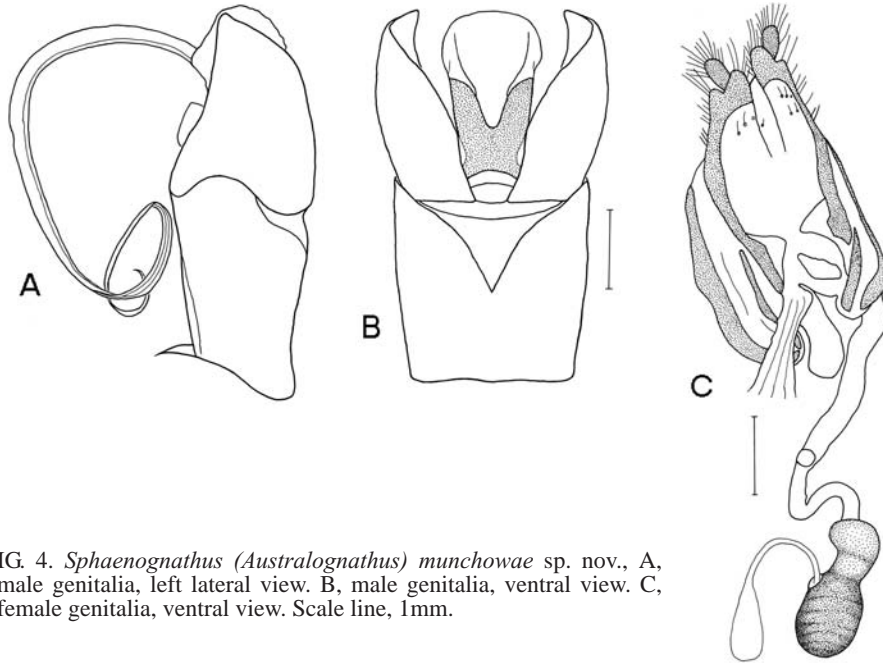 A
B
C
IG. 4. Sphaenognathus (Australognathus) munchowae sp. nov., A,
male genitalia, left lateral view. B, male genitalia, ventral view. C,
female genitalia, ventral view. Scale line, 1mm.